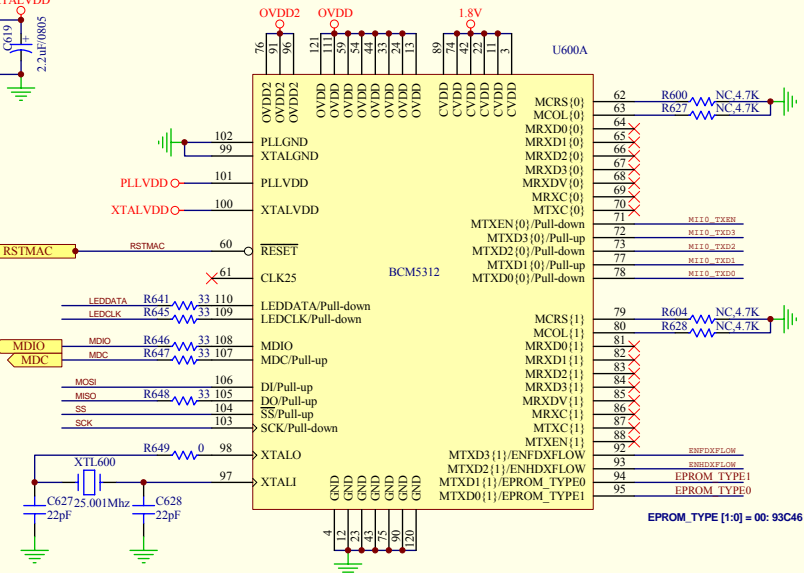 XTALVDD
C619
2.2uF/0805
OVDD2
OVDD
1.8V
U600A
76
91
96
121
111
59
54
44
33
24
13
89
74
42
22
11
3
OVDD2
OVDD2
OVDD2
OVDD
OVDD
OVDD
OVDD
OVDD
OVDD
OVDD
OVDD
CVDD
CVDD
CVDD
CVDD
CVDD
CVDD
102 PLLGND
99 XTALGND
PLLVDD 101 PLLVDD
XTALVDD 100 XTALVDD
RSTMAC RSTMAC 60 RESET
61 CLK25
LEDDATA R641 33 110 LEDDATA/Pull-down
LEDCLK R645 33 109 LEDCLK/Pull-down
MDIO MDIO R646 33 108 MDIO
MDC MDC R647 33 107 MDC/Pull-up
MOSI 106 DI/Pull-up
MISO R648 33 105 DO/Pull-up
SS 104 SS/Pull-up
SCK 103 SCK/Pull-down
R649 0 98 XTALO
XTL600
97 XTALI
C627 25.001Mhz C628
22pF 22pF
BCM5312
MCRS{0} 62 R600 NC,4.7K
MCOL{0} 63 R627 NC,4.7K
MRXD0{0} 64
MRXD1{0} 65
MRXD2{0} 66
MRXD3{0} 67
MRXDV{0} 68
MRXC{0} 69
MTXC{0} 70
MTXEN{0}/Pull-down 71 MII0_TXEN
MTXD3{0}/Pull-up 72 MII0_TXD3
MTXD2{0}/Pull-down 73 MII0_TXD2
MTXD1{0}/Pull-up 77 MII0_TXD1
MTXD0{0}/Pull-down 78 MII0_TXD0
MCRS{1} 79 R604 NC,4.7K
MCOL{1} 80 R628 NC,4.7K
MRXD0{1} 81
MRXD1{1} 82
MRXD2{1} 83
MRXD3{1} 84
MRXDV{1} 85
MRXC{1} 86
MTXC{1} 87
MTXEN{1} 88
MTXD3{1}/ENFDXFLOW 92 ENFDXFLOW
MTXD2{1}/ENHDXFLOW 93 ENHDXFLOW
MTXD1{1}/EPROM_TYPE0 94 EPROM_TYPE1
MTXD0{1}/EPROM_TYPE1 95 EPROM_TYPE0
GND
GND
GND
GND
GND
GND
GND
4
12
23
43
75
90
120
EPROM_TYPE [1:0] = 00: 93C46